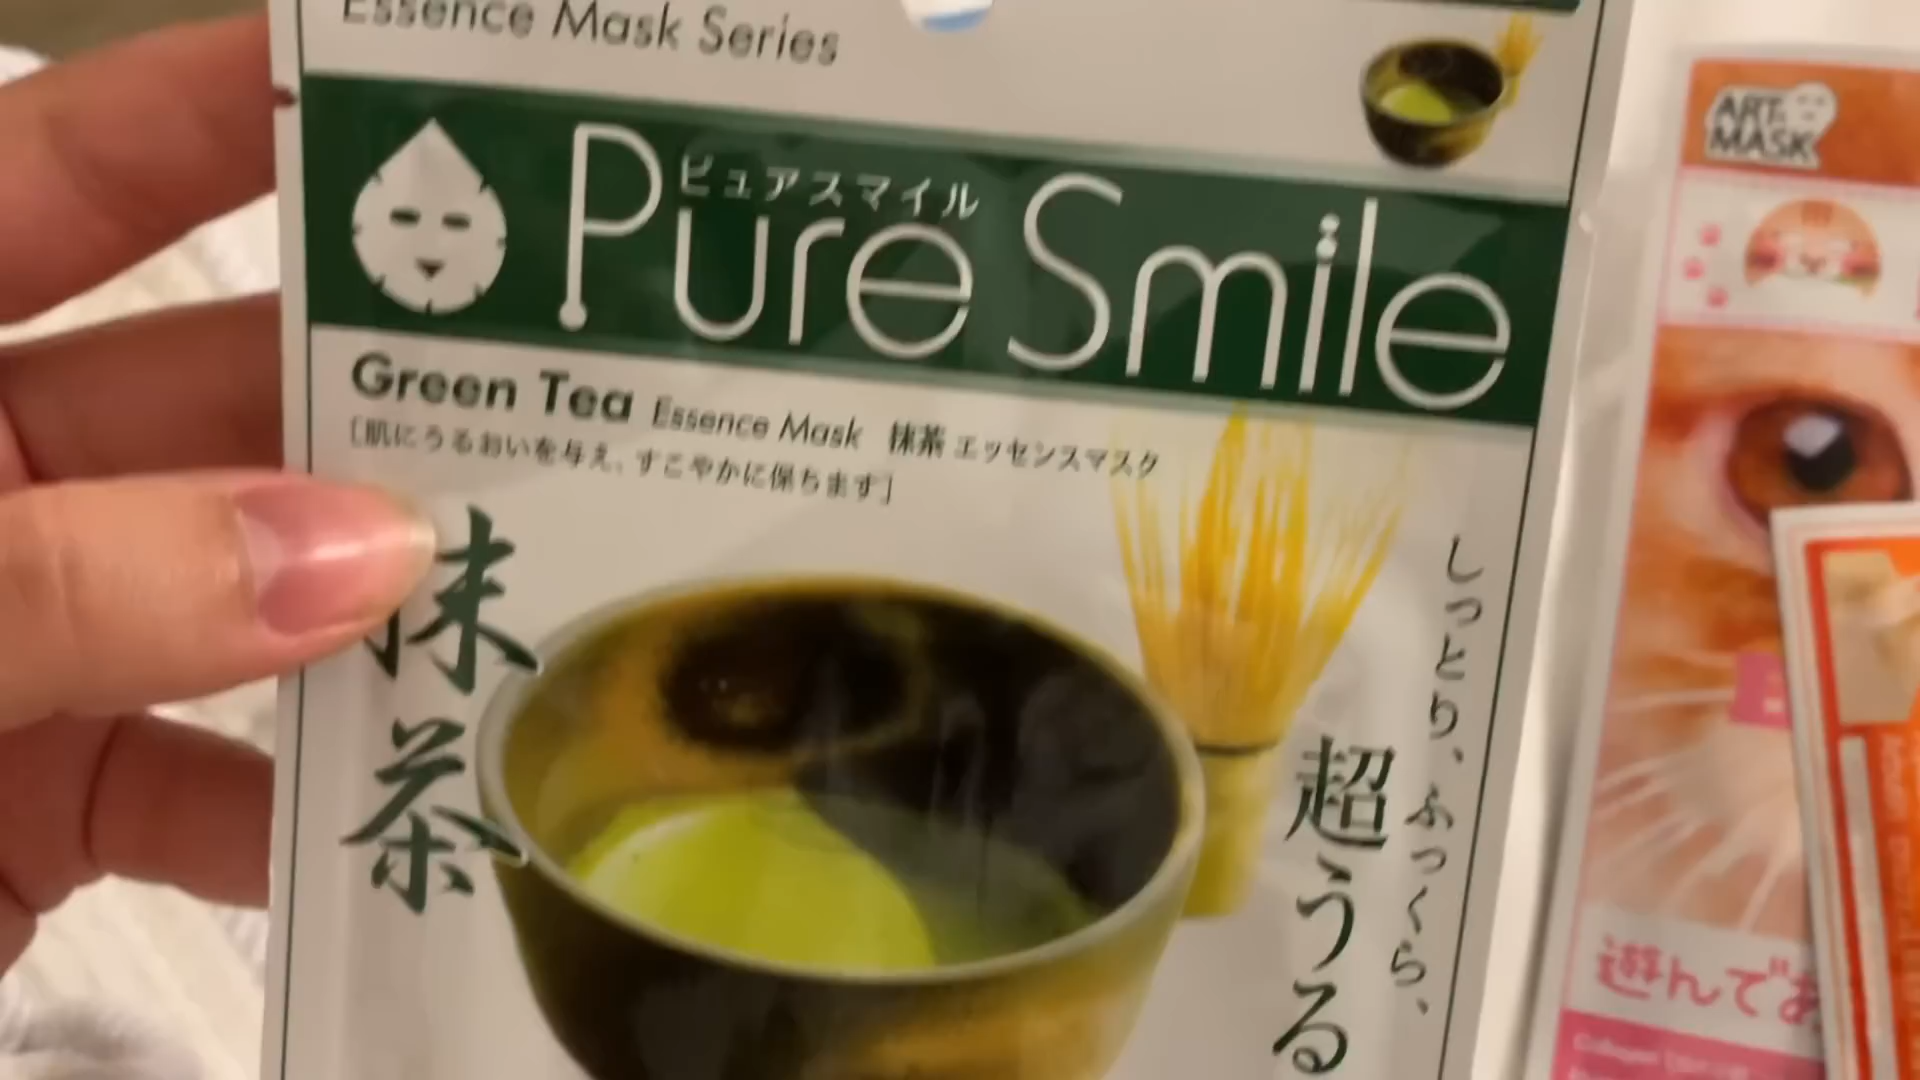 Essence Mask Series
ピュアスマイル
Pure Smile
Green Tea Essence Mask 抹茶 エッセンスマスク
[肌にうるおいを与え、すこやかに保ちます]
抹茶
しっとり、ふっくら、
超うる
ART
MASK
遊んで
Collagen